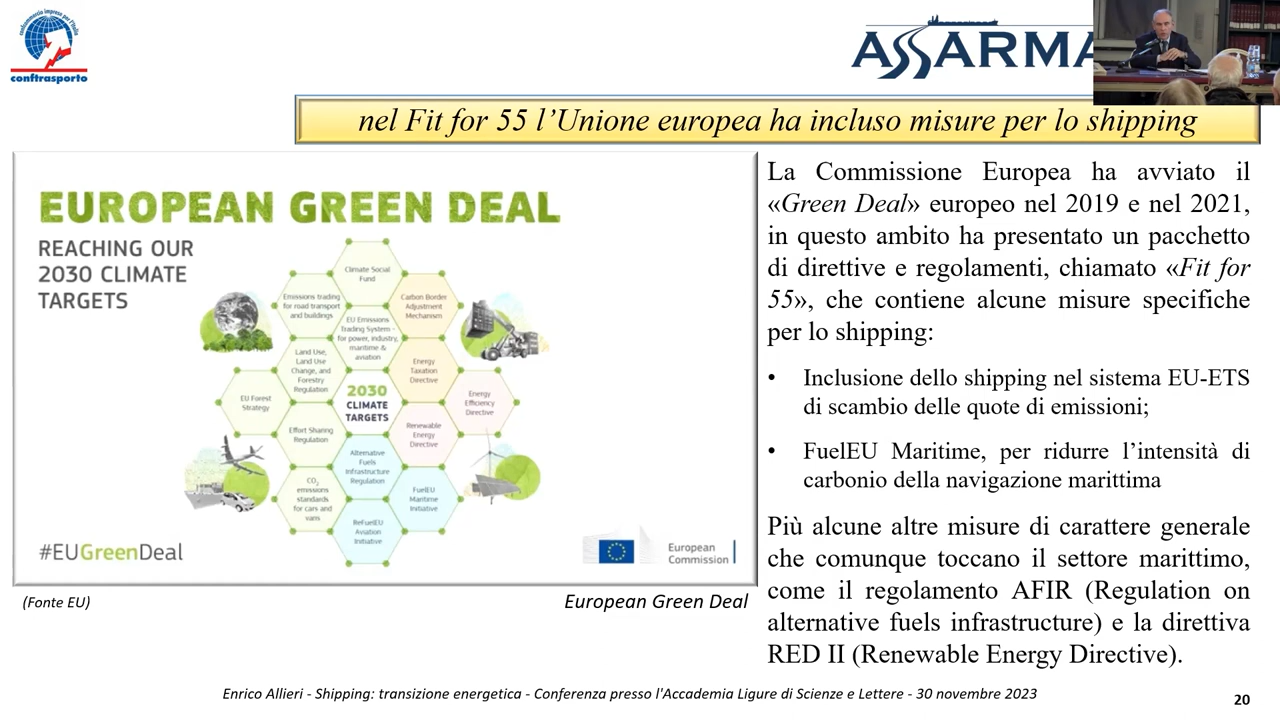 confederazione imprese per l'Italia
conftrasporto
ASSARMA
nel Fit for 55 l'Unione europea ha incluso misure per lo shipping
EUROPEAN GREEN DEAL
REACHING OUR
2030 CLIMATE
TARGETS
Climate Social
Fund
Emissions trading
for road transport
and buildings
Carbon Border
Adjustment
Mechanism
EU Emissions
Trading System –
for power, industry,
maritime &
aviation
Land Use,
Land Use
Change, and
Forestry
Regulation
Energy
Taxation
Directive
2030
CLIMATE
TARGETS
EU Forest
Strategy
Energy
Efficiency
Directive
Effort Sharing
Regulation
Renewable
Energy
Directive
Alternative
Fuels
Infrastructure
Regulation
CO2
emissions
standards
for cars and
vans
FuelEU
Maritime
Initiative
ReFuelEU
Aviation
Initiative
#EUGreenDeal
European
Commission
(Fonte EU)
European Green Deal
La Commissione Europea ha avviato il
«Green Deal» europeo nel 2019 e nel 2021,
in questo ambito ha presentato un pacchetto
di direttive e regolamenti, chiamato «Fit for
55», che contiene alcune misure specifiche
per lo shipping:
• Inclusione dello shipping nel sistema EU-ETS
di scambio delle quote di emissioni;
• FuelEU Maritime, per ridurre l'intensità di
carbonio della navigazione marittima
Più alcune altre misure di carattere generale
che comunque toccano il settore marittimo,
come il regolamento AFIR (Regulation on
alternative fuels infrastructure) e la direttiva
RED II (Renewable Energy Directive).
Enrico Allieri - Shipping: transizione energetica - Conferenza presso l'Accademia Ligure di Scienze e Lettere - 30 novembre 2023
20